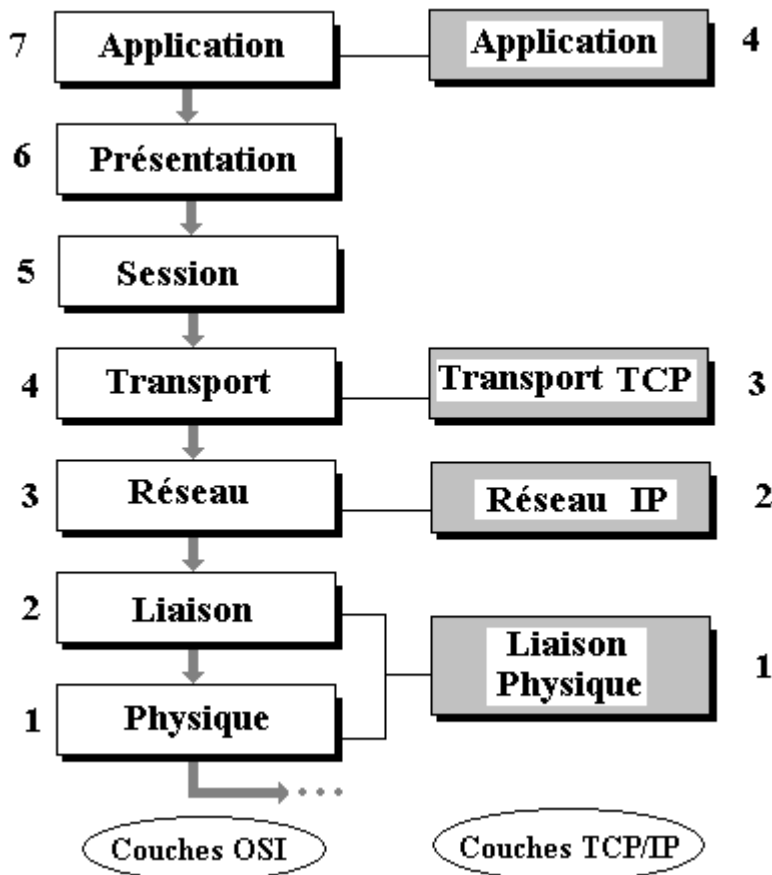 7 Application Application 4
6 Présentation
5 Session
4 Transport Transport TCP 3
3 Réseau Réseau IP 2
2 Liaison
Liaison
Physique 1
1 Physique
Couches OSI Couches TCP/IP